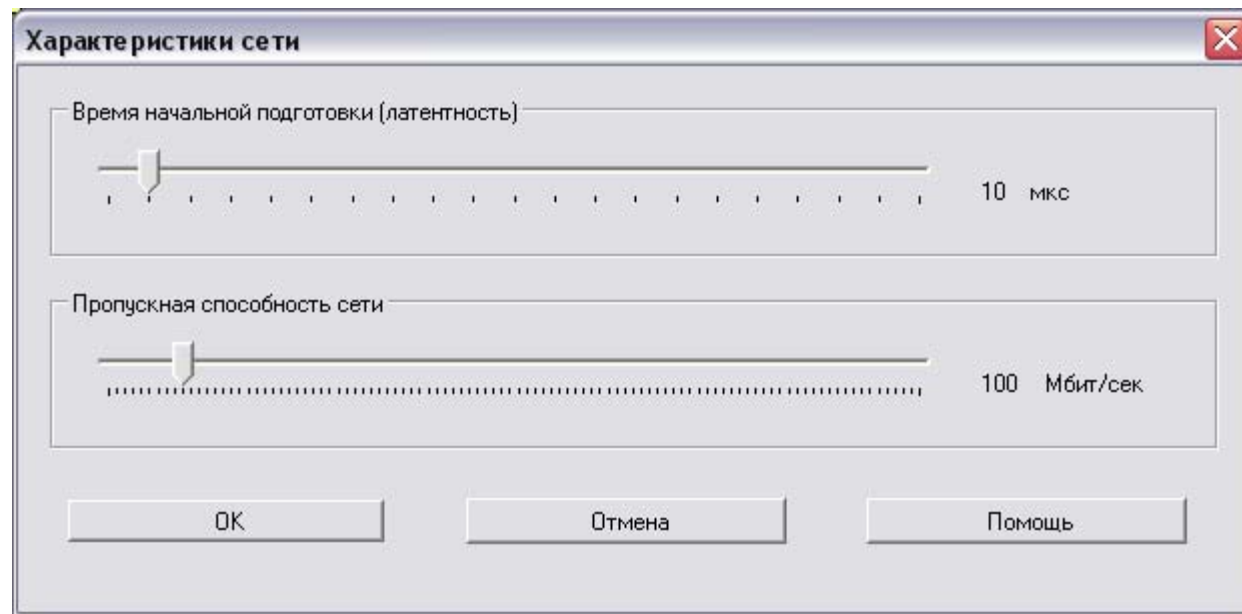 Характеристики сети
Время начальной подготовки (латентность)
10 мкс
Пропускная способность сети
100 Мбит/сек
OK Отмена Помощь